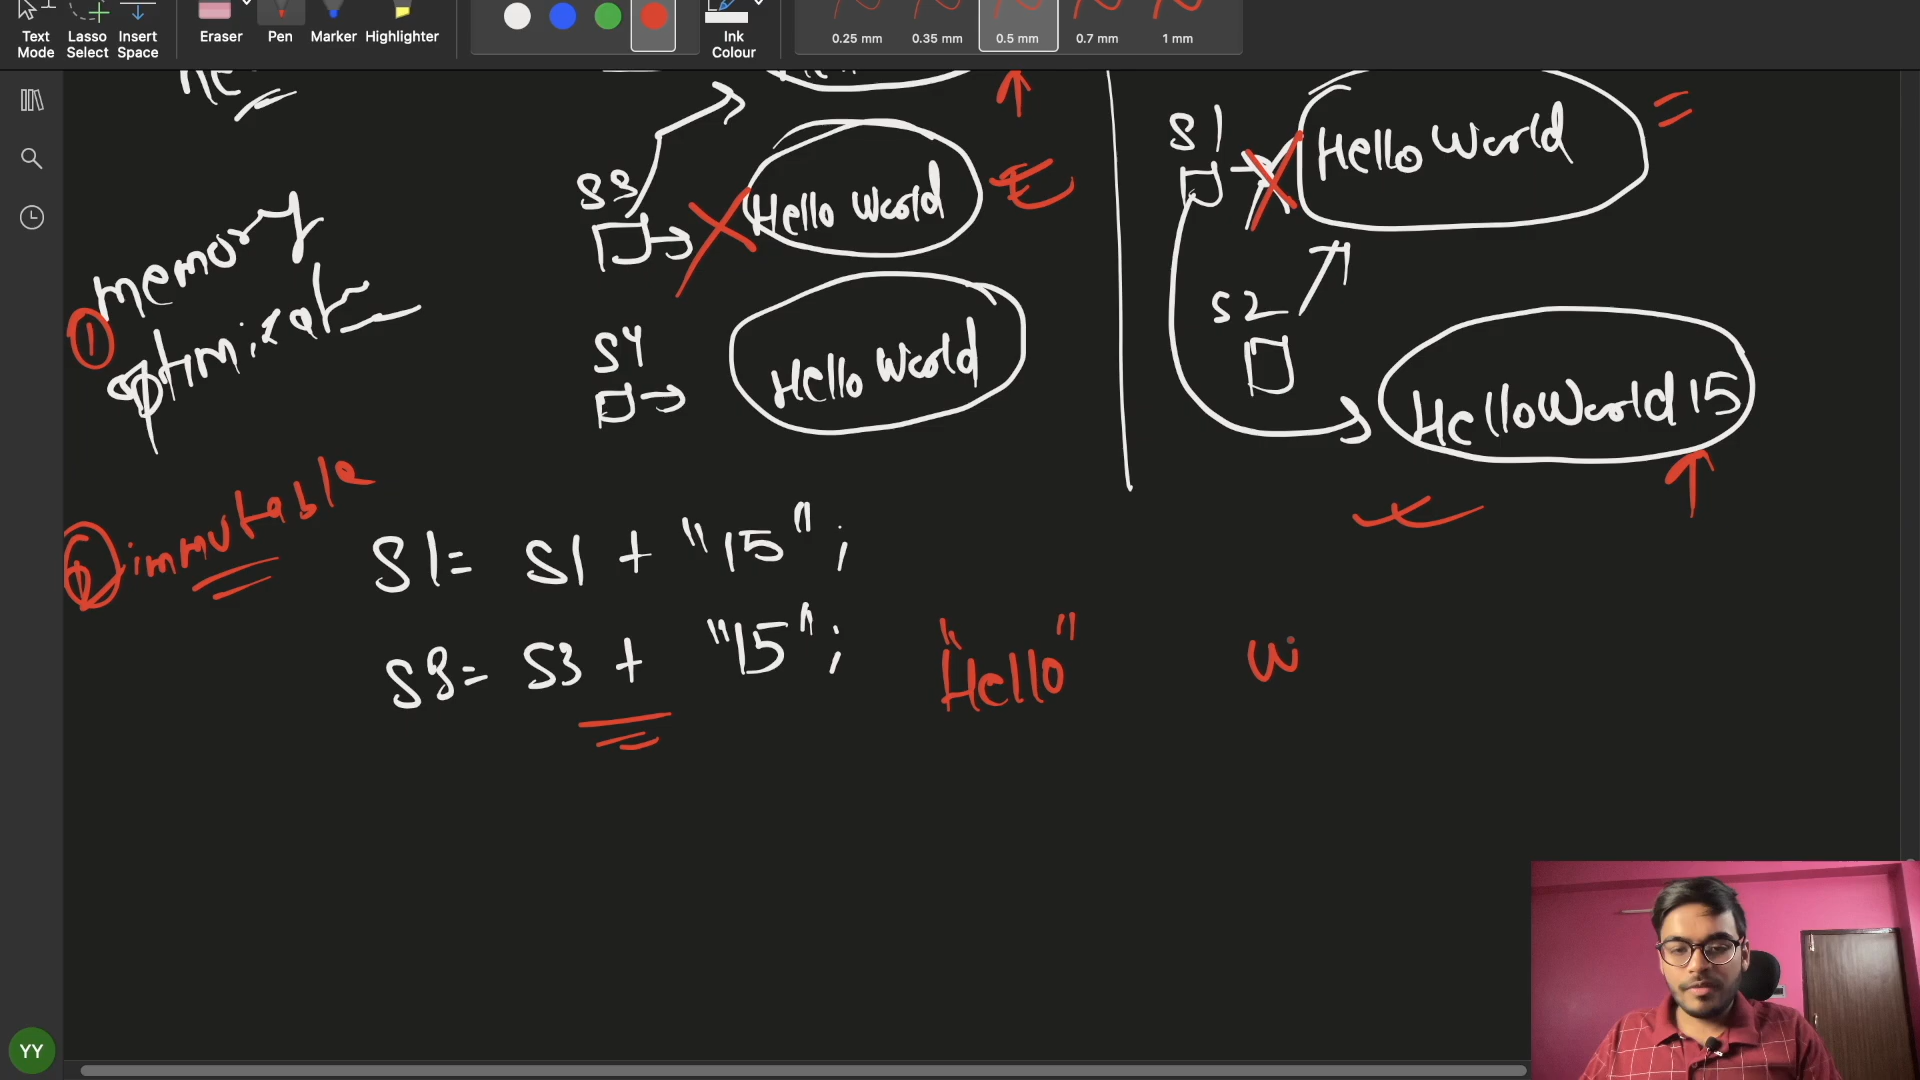 Text Mode
Lasso Select
Insert Space
Eraser
Pen
Marker
Highlighter
Ink Colour
0.25 mm
0.35 mm
0.5 mm
0.7 mm
1 mm
S1
Hello World
S3
Hello World
① memory
S2
S4
Hello World
HelloWorld 15
② immutable
S1 = S1 + "15";
S3 = S3 + "15";
"Hello"
W
YY